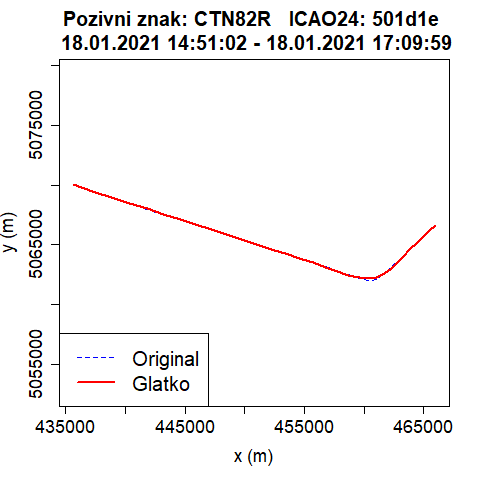 Pozivni znak: CTN82R   ICAO24: 501d1e
18.01.2021 14:51:02 - 18.01.2021 17:09:59
5075000
5065000
5055000
y (m)
Original
Glatko
435000 445000 455000 465000
x (m)